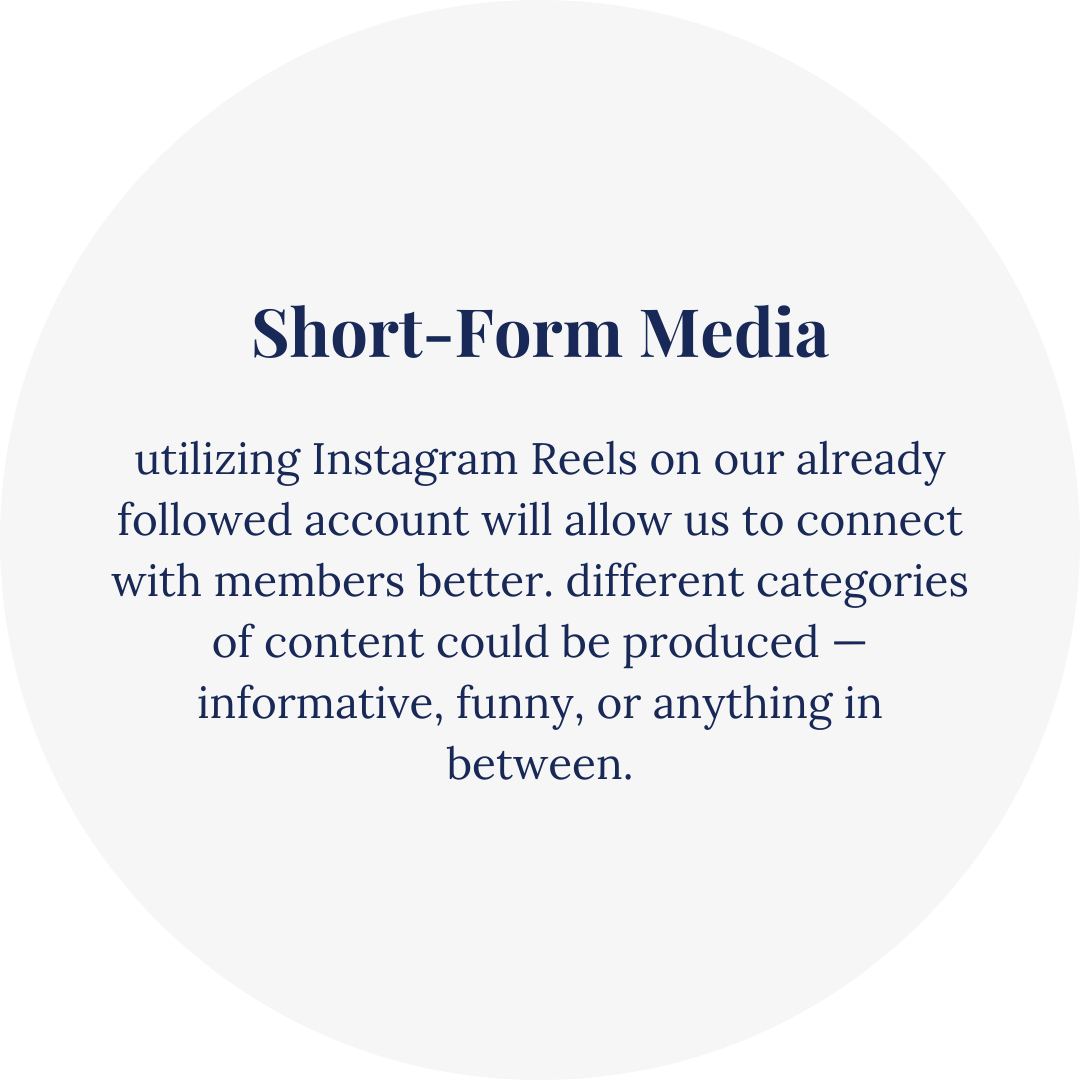 Short-Form Media
utilizing Instagram Reels on our already
followed account will allow us to connect
with members better. different categories
of content could be produced —
informative, funny, or anything in
between.